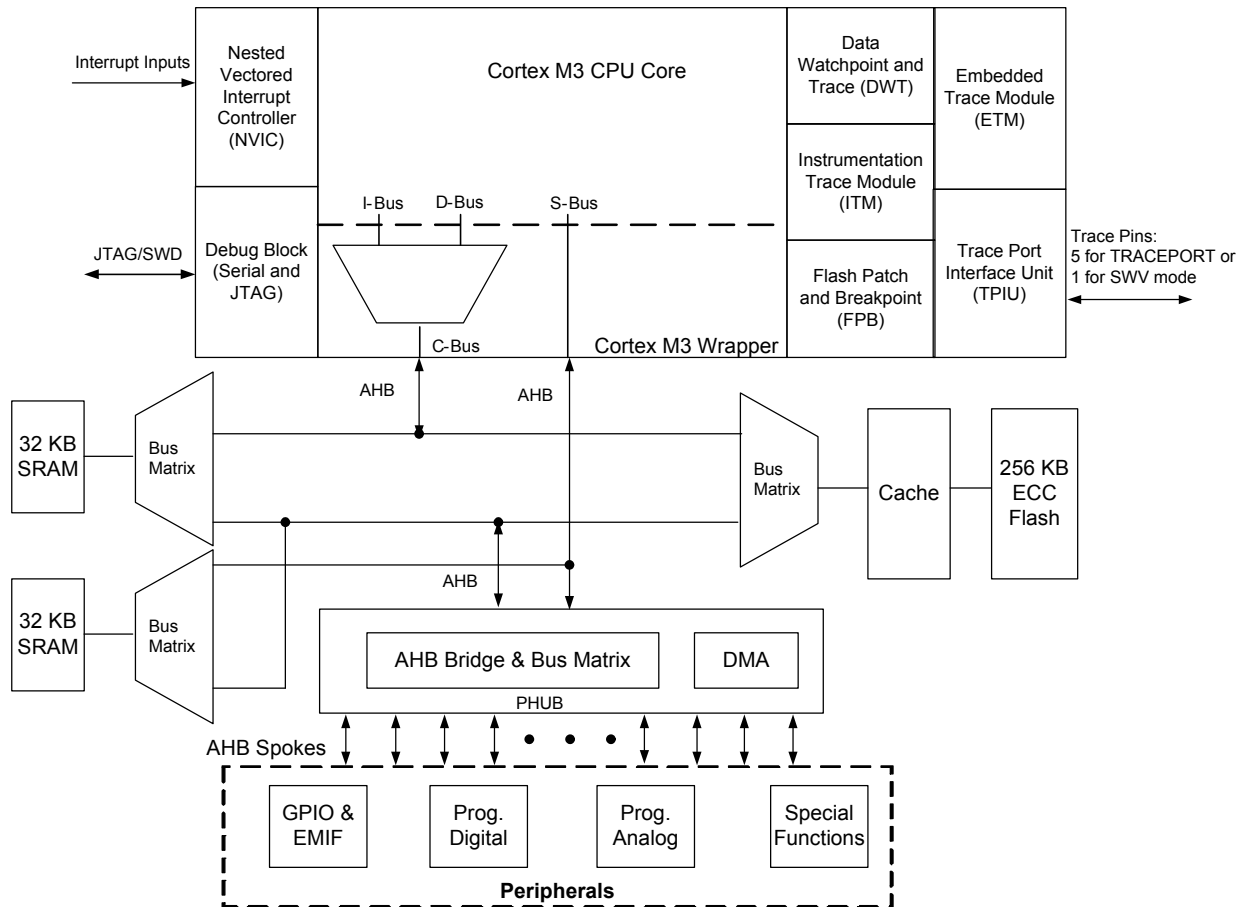 Interrupt Inputs
Nested
Vectored
Interrupt
Controller
(NVIC)
Cortex M3 CPU Core
Data
Watchpoint and
Trace (DWT)
Embedded
Trace Module
(ETM)
Instrumentation
Trace Module
(ITM)
I-Bus
D-Bus
S-Bus
JTAG/SWD
Debug Block
(Serial and
JTAG)
Flash Patch
and Breakpoint
(FPB)
Trace Port
Interface Unit
(TPIU)
Trace Pins:
5 for TRACEPORT or
1 for SWV mode
C-Bus
Cortex M3 Wrapper
AHB
AHB
32 KB
SRAM
Bus
Matrix
Bus
Matrix
Cache
256 KB
ECC
Flash
AHB
32 KB
SRAM
Bus
Matrix
AHB Bridge & Bus Matrix
DMA
PHUB
AHB Spokes
GPIO &
EMIF
Prog.
Digital
Prog.
Analog
Special
Functions
Peripherals